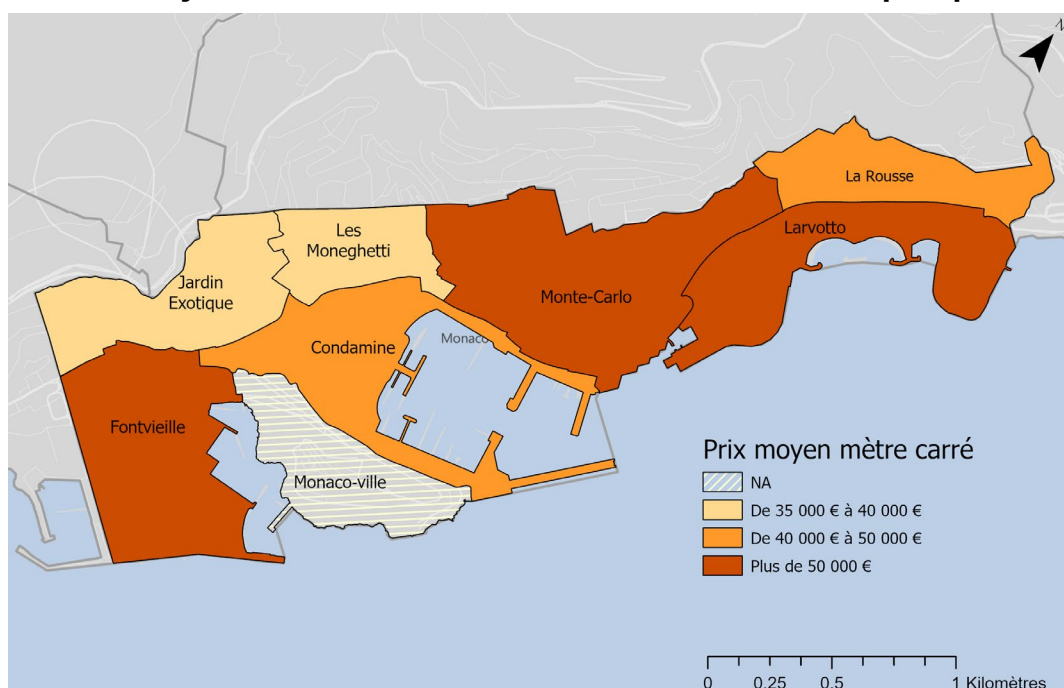 La Rousse
Larvotto
Les
Moneghetti
Jardin
Exotique
Monte-Carlo
Monaco
Condamine
Fontvieille
Monaco-ville
Prix moyen mètre carré
NA
De 35 000 € à 40 000 €
De 40 000 € à 50 000 €
Plus de 50 000 €
0 0.25 0.5 1 Kilomètres